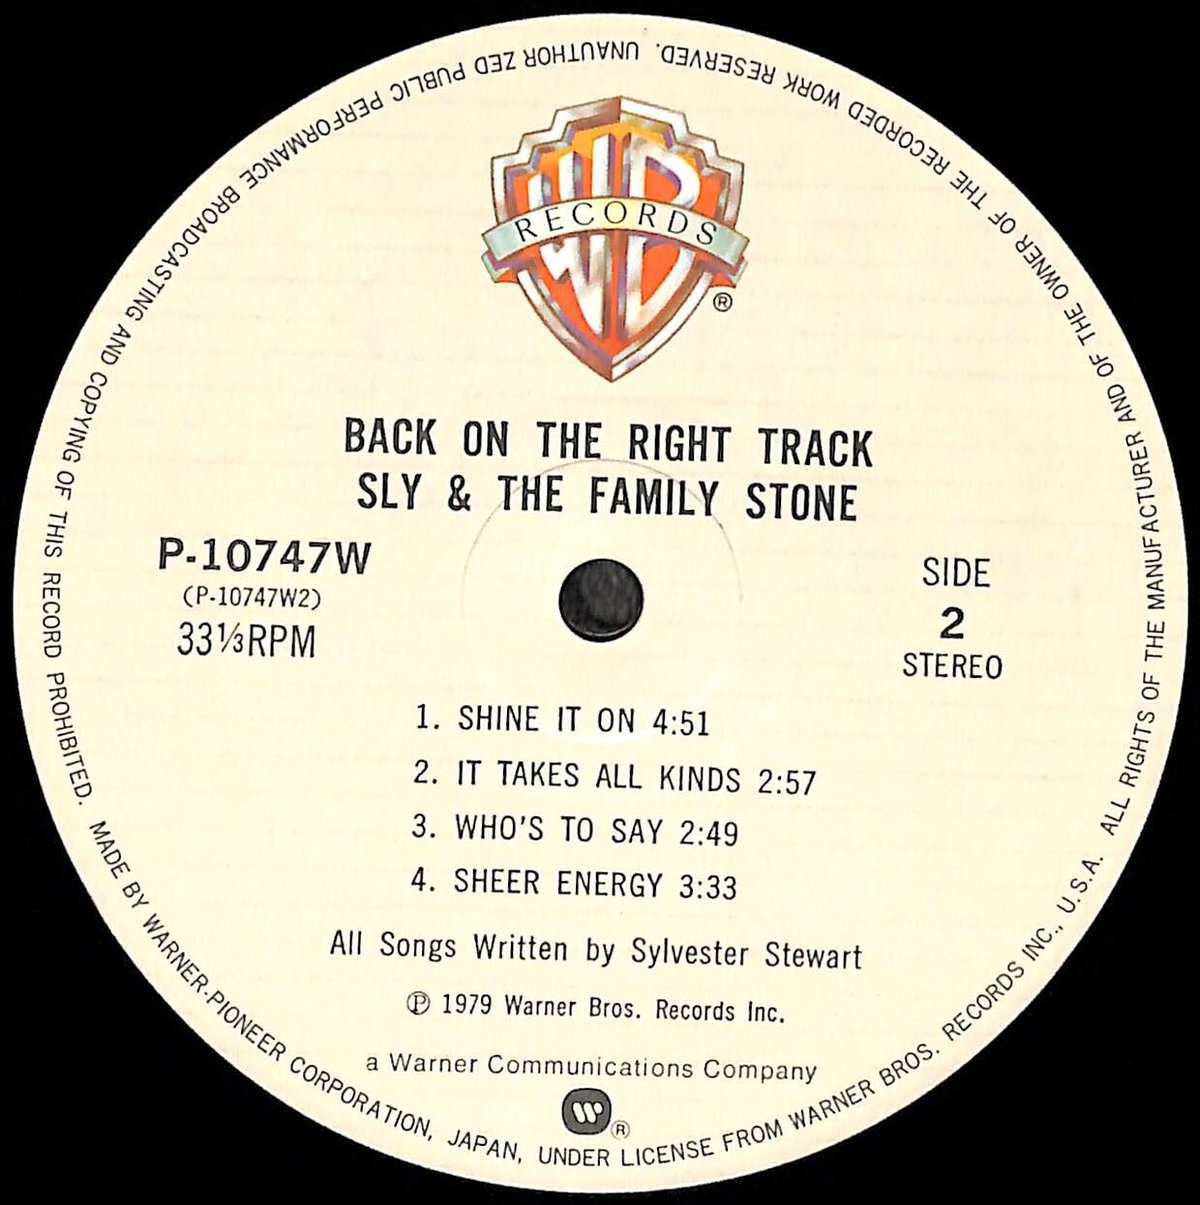 WB
RECORDS
®
BACK ON THE RIGHT TRACK
SLY & THE FAMILY STONE
P-10747W
(P-10747W2)
33⅓RPM
SIDE
2
STEREO
1. SHINE IT ON 4:51
2. IT TAKES ALL KINDS 2:57
3. WHO'S TO SAY 2:49
4. SHEER ENERGY 3:33
All Songs Written by Sylvester Stewart
℗ 1979 Warner Bros. Records Inc.
a Warner Communications Company
W®
MADE BY WARNER-PIONEER CORPORATION, JAPAN, UNDER LICENSE FROM WARNER BROS. RECORDS INC., U.S.A. ALL RIGHTS OF THE MANUFACTURER AND OF THE OWNER OF THE RECORDED WORK RESERVED. UNAUTHOR ZED PUBLIC PERFORMANCE BROADCASTING AND COPYING OF THIS RECORD PROHIBITED.